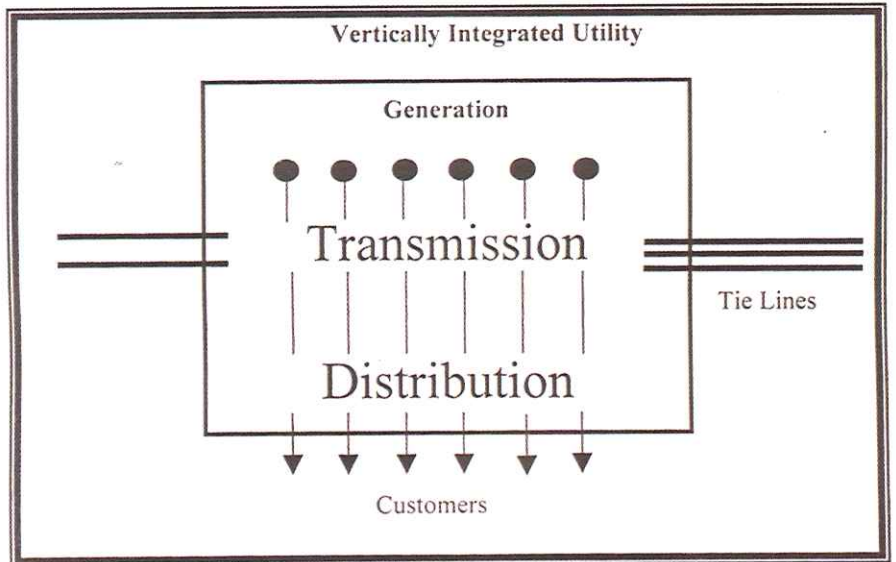 Vertically Integrated Utility
Generation
Transmission
Tie Lines
Distribution
Customers